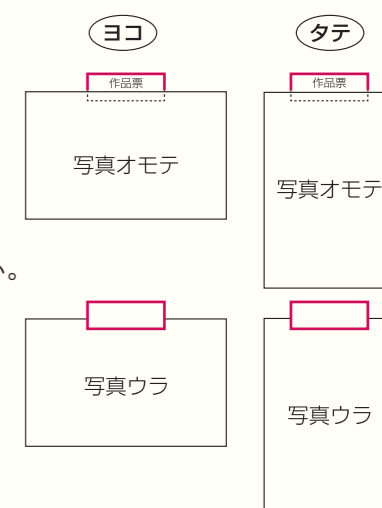 ヨコ
タテ
作品票
作品票
写真オモテ
写真オモテ
い。
写真ウラ
写真ウラ